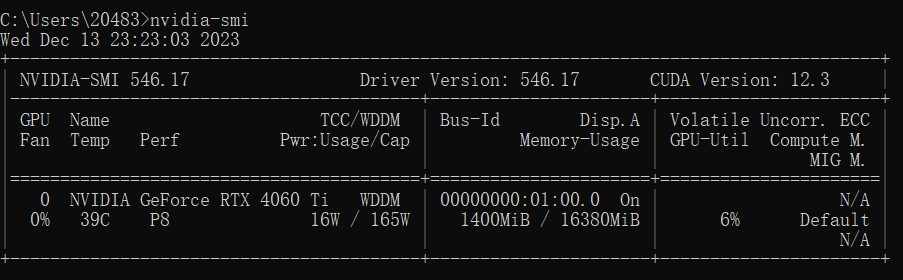 C:\Users\20483>nvidia-smi
Wed Dec 13 23:23:03 2023
NVIDIA-SMI 546.17 Driver Version: 546.17 CUDA Version: 12.3
GPU Name TCC/WDDM Bus-Id Disp.A Volatile Uncorr. ECC
Fan Temp Perf Pwr:Usage/Cap Memory-Usage GPU-Util Compute M.
MIG M.
0 NVIDIA GeForce RTX 4060 Ti WDDM 00000000:01:00.0 On N/A
0% 39C P8 16W / 165W 1400MiB / 16380MiB 6% Default
N/A